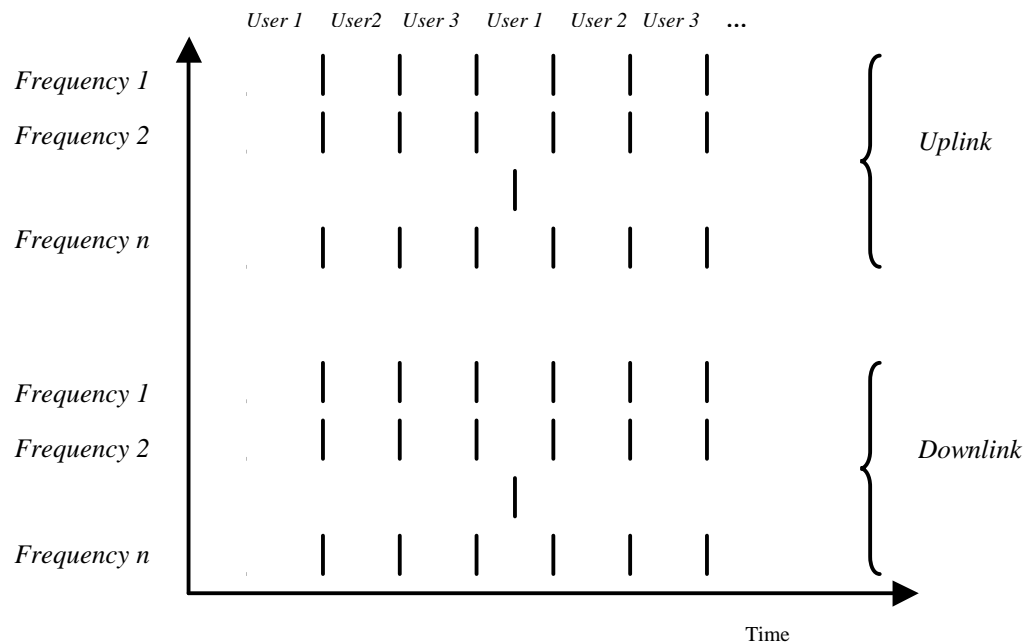 User 1 User2 User 3 User 1 User 2 User 3 ...
Frequency 1
Frequency 2
Uplink
Frequency n
Frequency 1
Frequency 2
Downlink
Frequency n
Time